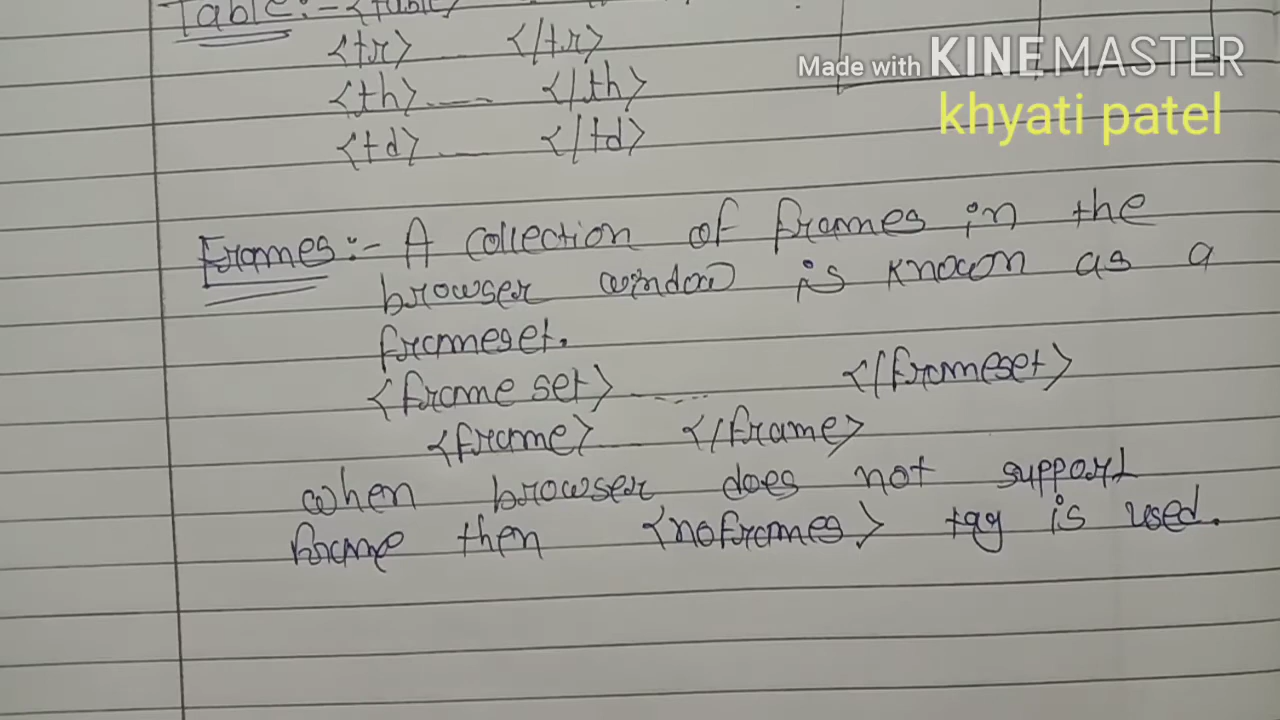 Table:- <table>
<tr> </tr>
<th> ---- </th>
<td> ---- </td>
Made with KINEMASTER
khyati patel
Frames:- A collection of frames in the
browser window is known as a
frameset.
<frame set> ------ </frameset>
<frame> --- </frame>
when browser does not support
frame then <noframes> tag is used.